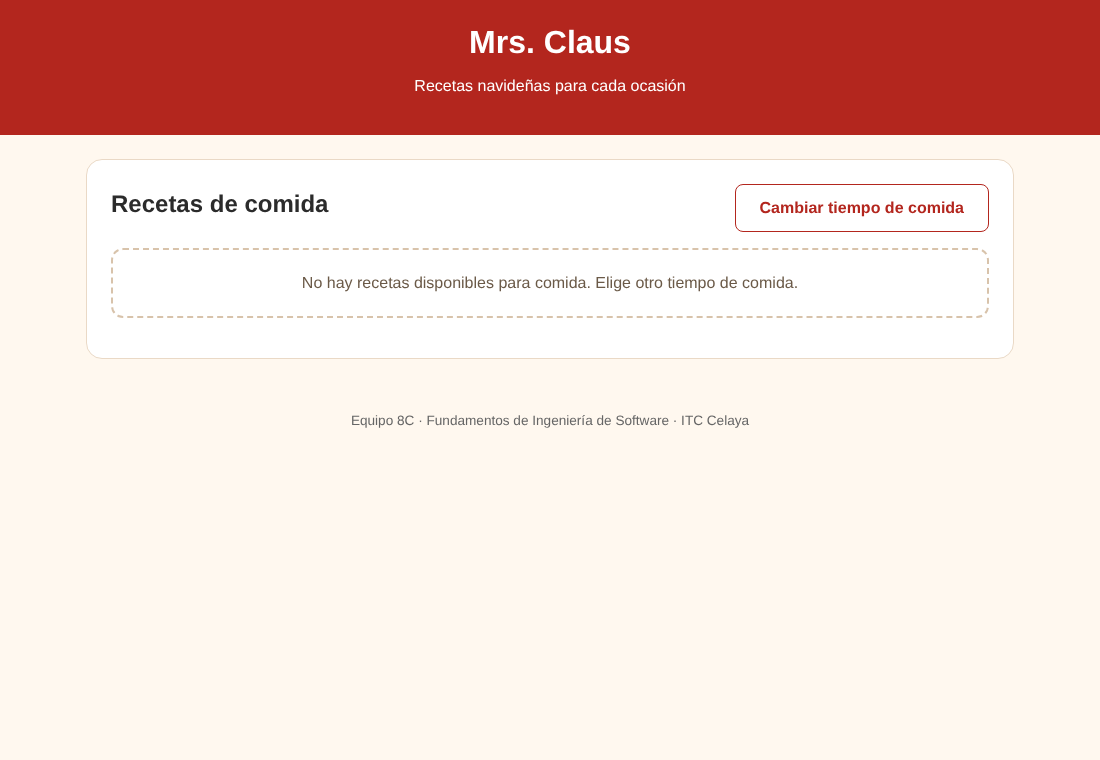 Mrs. Claus
Recetas navideñas para cada ocasión
Recetas de comida
Cambiar tiempo de comida
No hay recetas disponibles para comida. Elige otro tiempo de comida.
Equipo 8C · Fundamentos de Ingeniería de Software · ITC Celaya